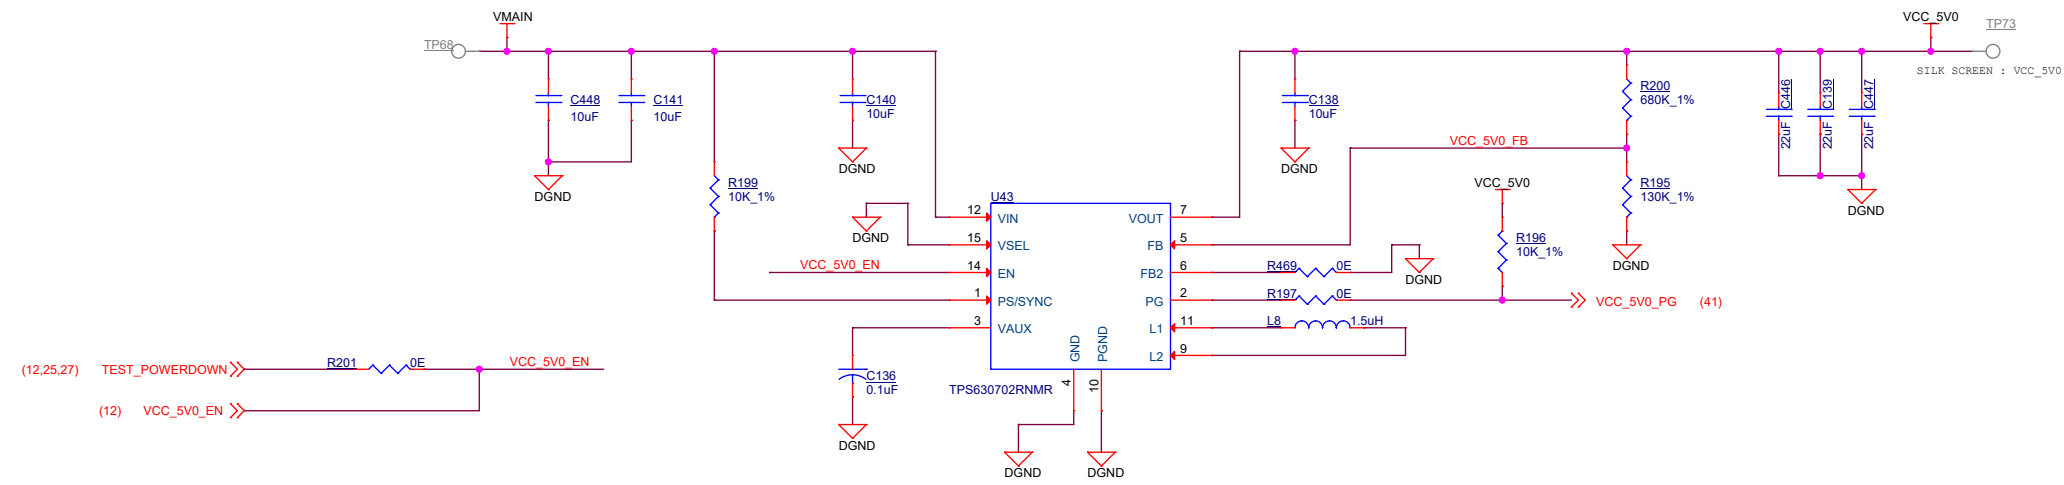 VMAIN
TP68
C448
10uF
C141
10uF
C140
10uF
DGND
DGND
R199
10K_1%
DGND
VCC_5V0_EN
U43
12
VIN
15
VSEL
14
EN
1
PS/SYNC
3
VAUX
7
VOUT
5
FB
6
FB2
2
PG
11
L1
9
L2
GND
PGND
4
10
TPS630702RNMR
C136
0.1uF
DGND
DGND
DGND
C138
10uF
DGND
VCC_5V0_FB
R200
680K_1%
R195
130K_1%
DGND
VCC_5V0
R196
10K_1%
R469
0E
DGND
R197
0E
VCC_5V0_PG
(41)
L8
1.5uH
VCC_5V0
TP73
SILK SCREEN : VCC_5V0
C446
22uF
C139
22uF
C447
22uF
DGND
(12,25,27)
TEST_POWERDOWN
R201
0E
VCC_5V0_EN
(12)
VCC_5V0_EN